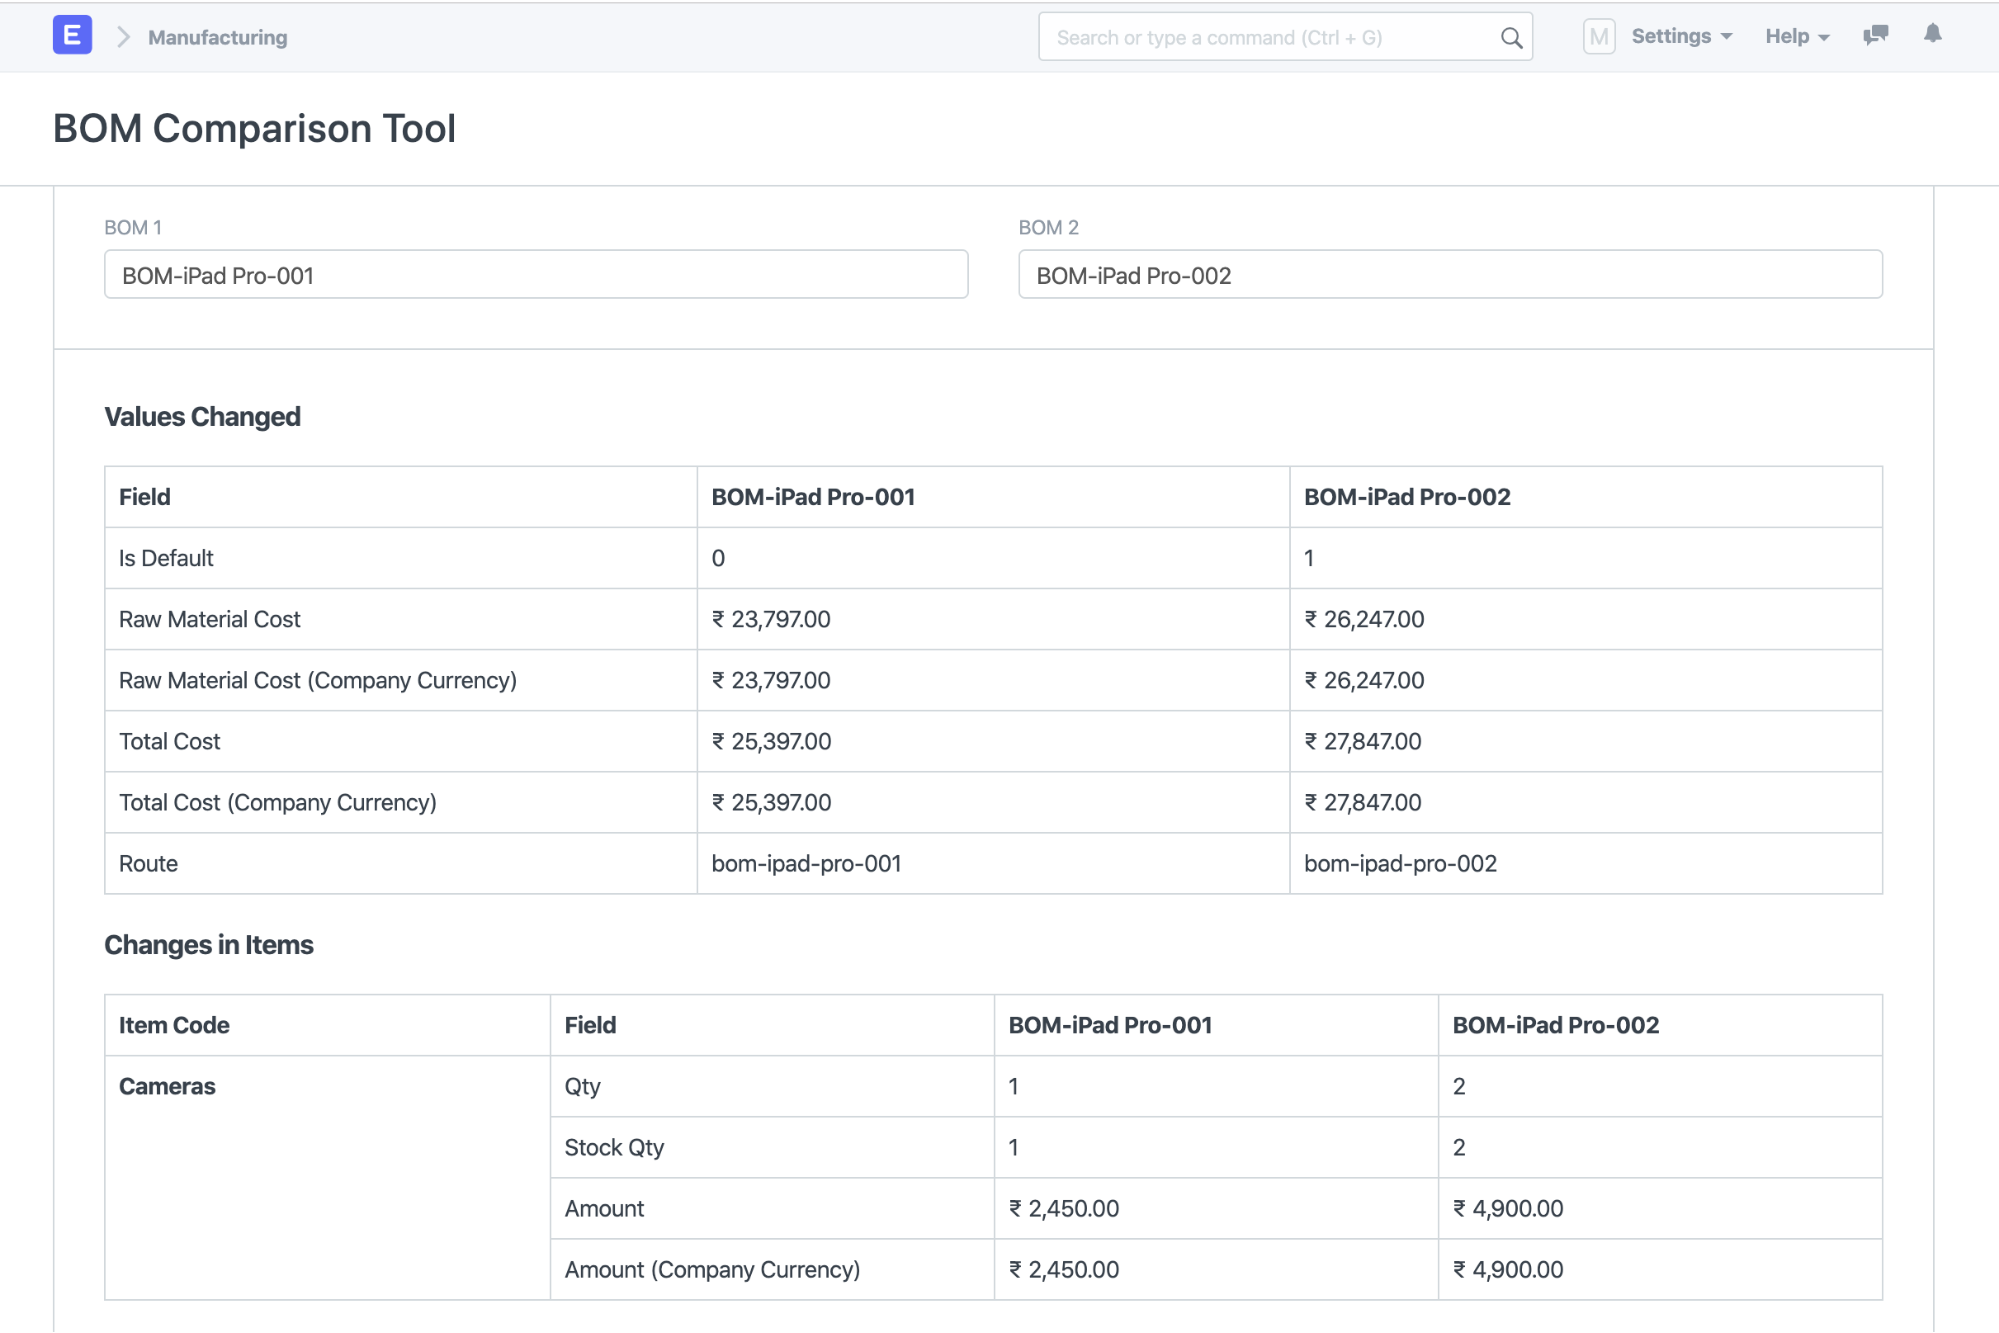 E > Manufacturing Search or type a command (Ctrl + G) M Settings Help
BOM Comparison Tool
BOM 1 BOM 2
BOM-iPad Pro-001 BOM-iPad Pro-002
Values Changed
Field BOM-iPad Pro-001 BOM-iPad Pro-002
Is Default 0 1
Raw Material Cost ₹ 23,797.00 ₹ 26,247.00
Raw Material Cost (Company Currency) ₹ 23,797.00 ₹ 26,247.00
Total Cost ₹ 25,397.00 ₹ 27,847.00
Total Cost (Company Currency) ₹ 25,397.00 ₹ 27,847.00
Route bom-ipad-pro-001 bom-ipad-pro-002
Changes in Items
Item Code Field BOM-iPad Pro-001 BOM-iPad Pro-002
Cameras Qty 1 2
Stock Qty 1 2
Amount ₹ 2,450.00 ₹ 4,900.00
Amount (Company Currency) ₹ 2,450.00 ₹ 4,900.00